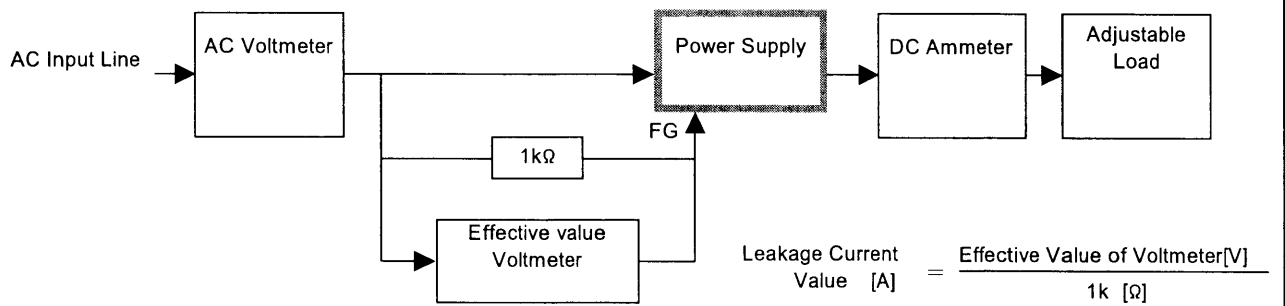 AC Input Line
AC Voltmeter
Power Supply
DC Ammeter
Adjustable
Load
FG
1kΩ
Effective value
Voltmeter
Leakage Current
Value [A]
=
Effective Value of Voltmeter[V]
1k [Ω]